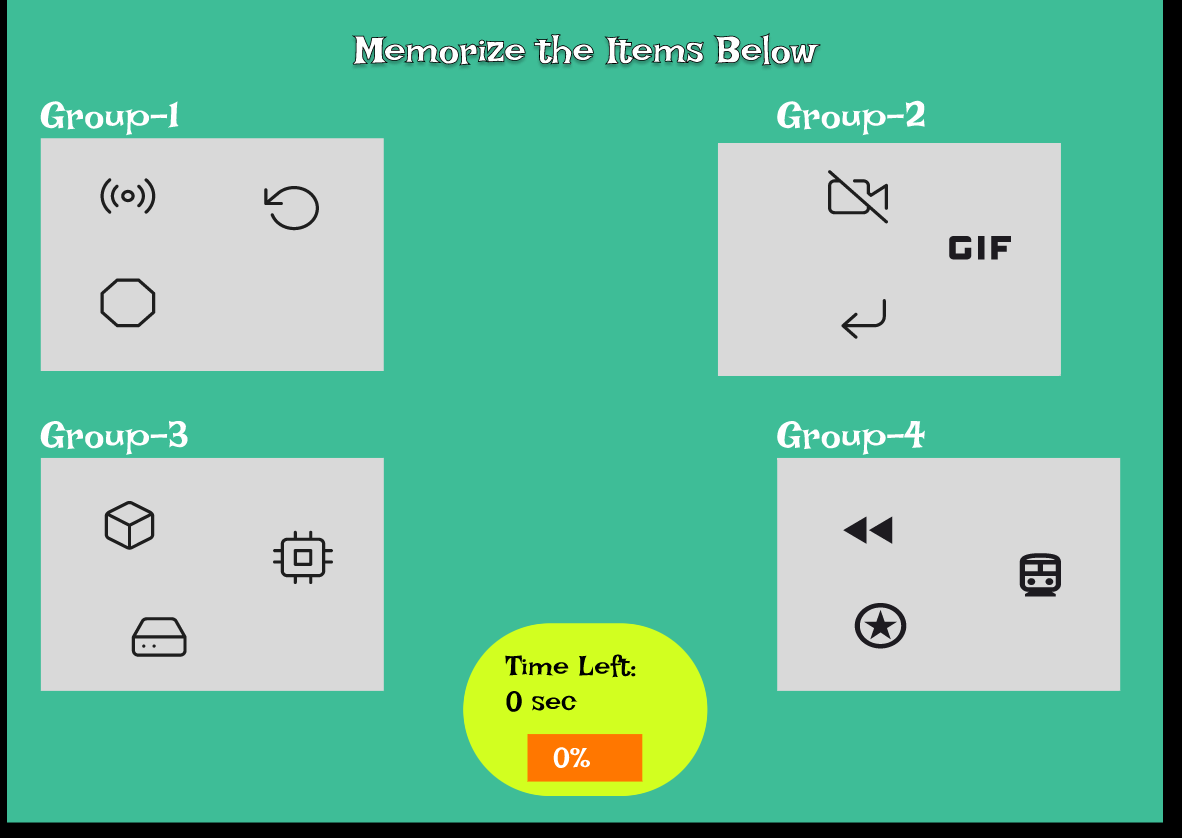 Memorize the Items Below
Group-1
Group-2
GIF
Group-3
Group-4
Time Left:
0 sec
0%